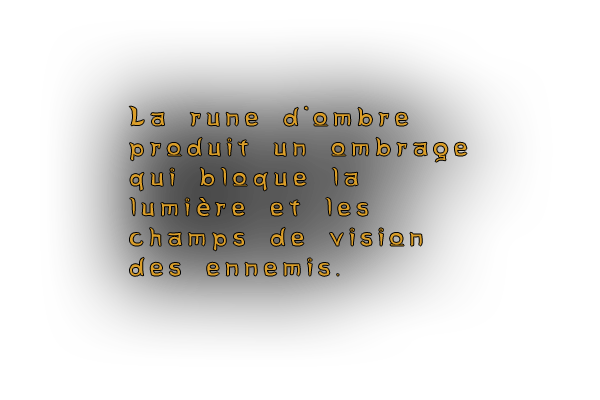 La rune d'ombre
produit un ombrage
qui bloque la
lumière et les
champs de vision
des ennemis.